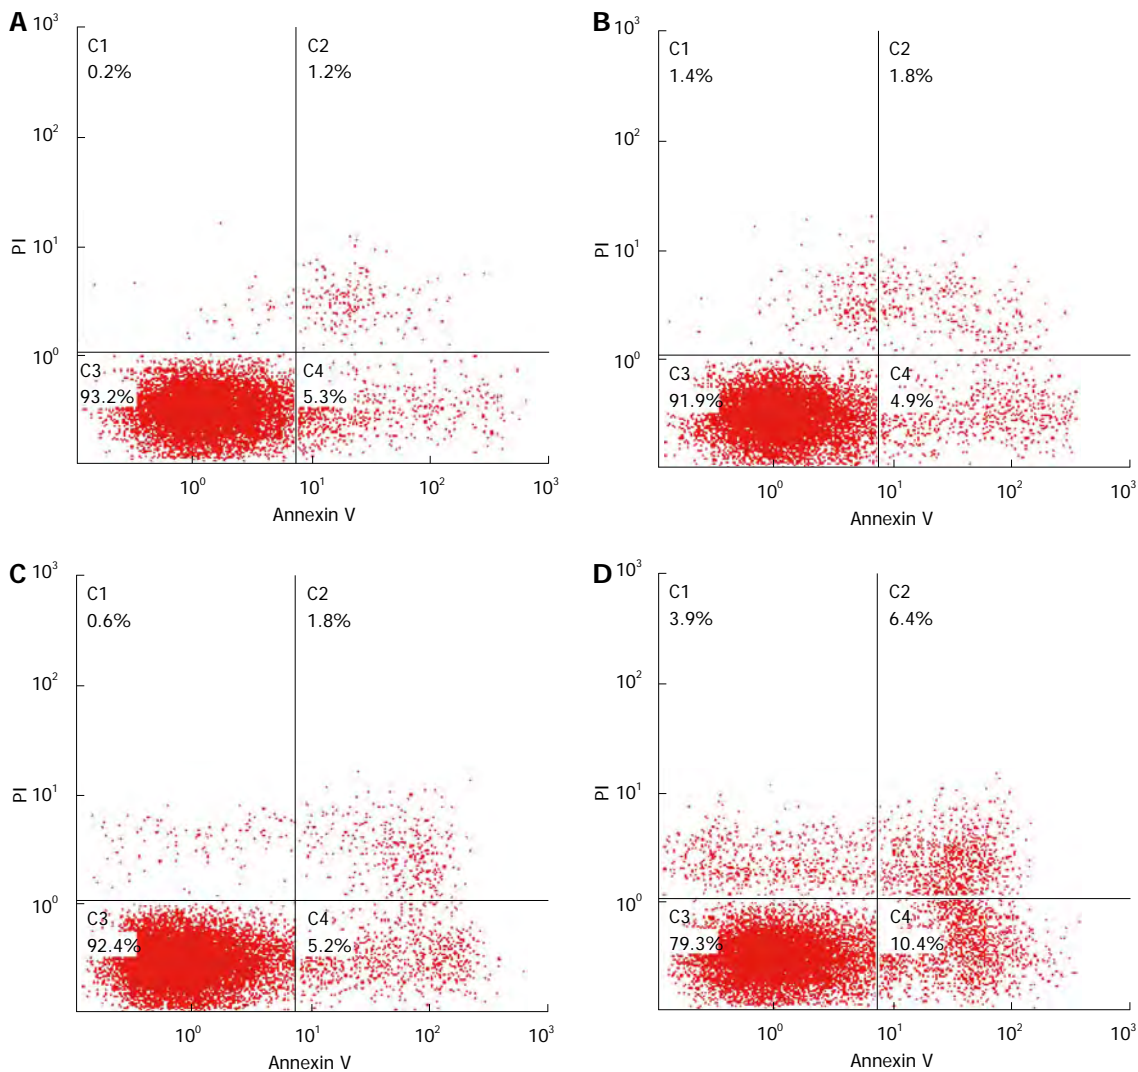 A
10³
C1
0.2%
C2
1.2%
10²
10¹
PI
10⁰
C3
93.2%
C4
5.3%
10⁰
10¹
10²
10³
Annexin V
B
10³
C1
1.4%
C2
1.8%
10²
10¹
PI
10⁰
C3
91.9%
C4
4.9%
10⁰
10¹
10²
10³
Annexin V
C
10³
C1
0.6%
C2
1.8%
10²
10¹
PI
10⁰
C3
92.4%
C4
5.2%
10⁰
10¹
10²
10³
Annexin V
D
10³
C1
3.9%
C2
6.4%
10²
10¹
PI
10⁰
C3
79.3%
C4
10.4%
10⁰
10¹
10²
10³
Annexin V